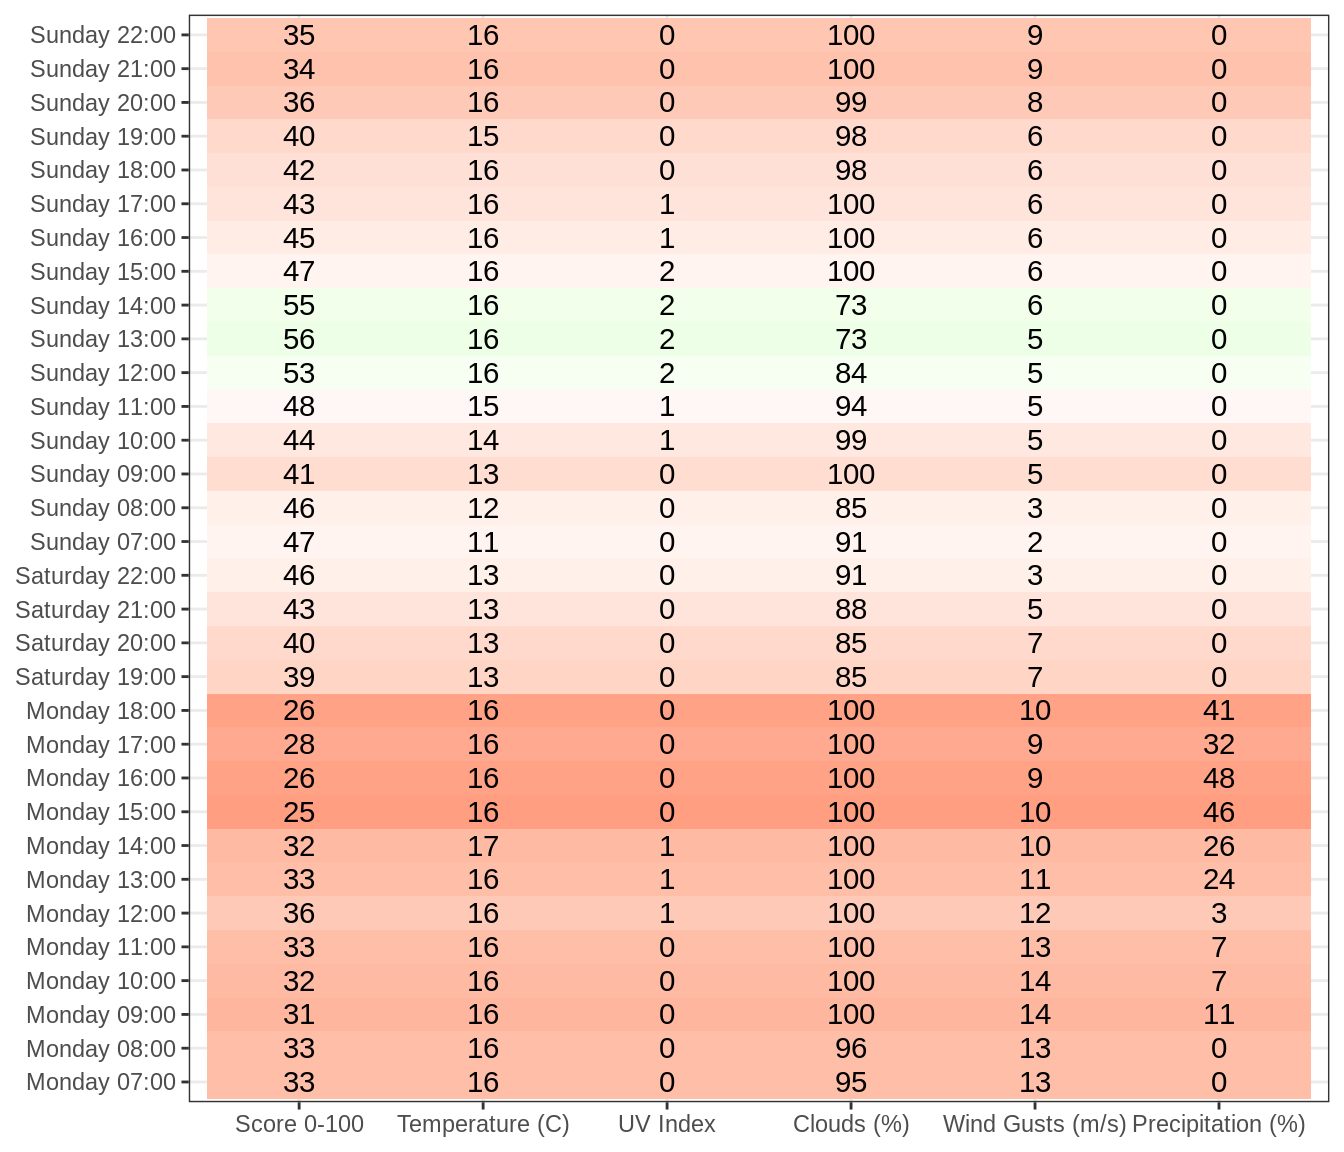 Sunday 22:00 35 16 0 100 9 0
Sunday 21:00 34 16 0 100 9 0
Sunday 20:00 36 16 0 99 8 0
Sunday 19:00 40 15 0 98 6 0
Sunday 18:00 42 16 0 98 6 0
Sunday 17:00 43 16 1 100 6 0
Sunday 16:00 45 16 1 100 6 0
Sunday 15:00 47 16 2 100 6 0
Sunday 14:00 55 16 2 73 6 0
Sunday 13:00 56 16 2 73 5 0
Sunday 12:00 53 16 2 84 5 0
Sunday 11:00 48 15 1 94 5 0
Sunday 10:00 44 14 1 99 5 0
Sunday 09:00 41 13 0 100 5 0
Sunday 08:00 46 12 0 85 3 0
Sunday 07:00 47 11 0 91 2 0
Saturday 22:00 46 13 0 91 3 0
Saturday 21:00 43 13 0 88 5 0
Saturday 20:00 40 13 0 85 7 0
Saturday 19:00 39 13 0 85 7 0
Monday 18:00 26 16 0 100 10 41
Monday 17:00 28 16 0 100 9 32
Monday 16:00 26 16 0 100 9 48
Monday 15:00 25 16 0 100 10 46
Monday 14:00 32 17 1 100 10 26
Monday 13:00 33 16 1 100 11 24
Monday 12:00 36 16 1 100 12 3
Monday 11:00 33 16 0 100 13 7
Monday 10:00 32 16 0 100 14 7
Monday 09:00 31 16 0 100 14 11
Monday 08:00 33 16 0 96 13 0
Monday 07:00 33 16 0 95 13 0
Score 0-100 Temperature (C) UV Index Clouds (%) Wind Gusts (m/s) Precipitation (%)